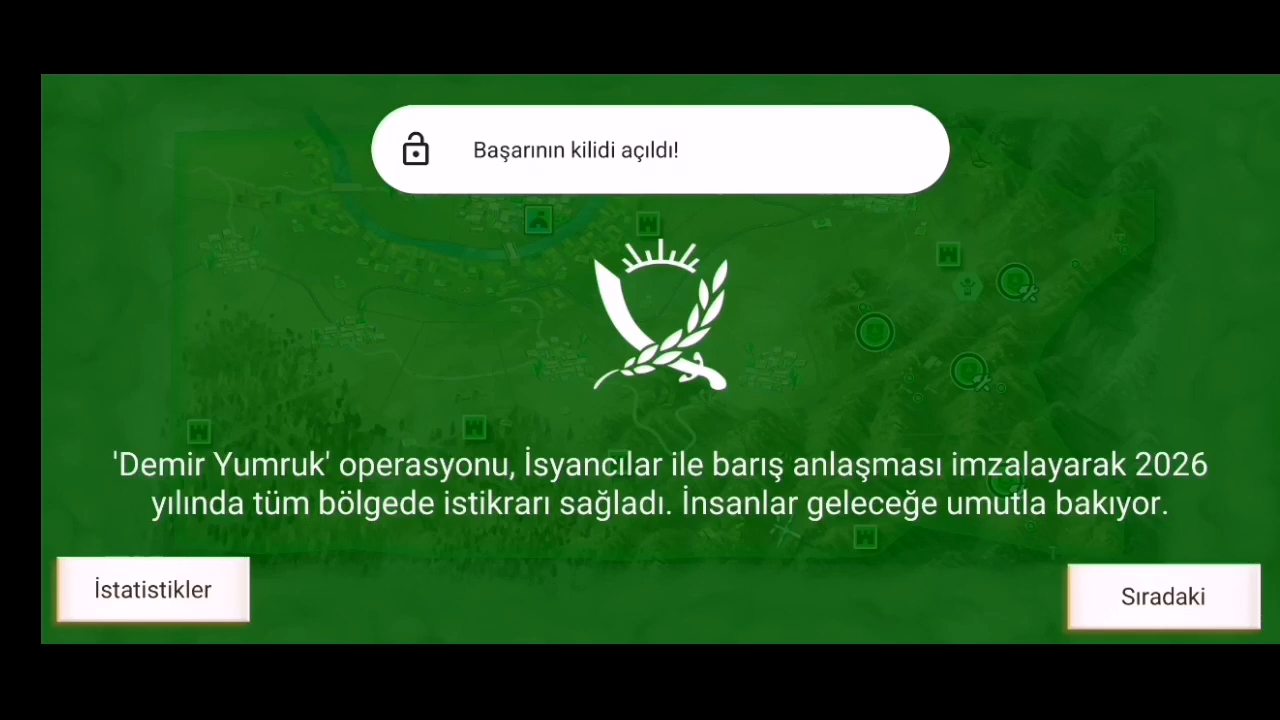 Başarının kilidi açıldı!
'Demir Yumruk' operasyonu, İsyancılar ile barış anlaşması imzalayarak 2026
yılında tüm bölgede istikrarı sağladı. İnsanlar geleceğe umutla bakıyor.
İstatistikler
Sıradaki